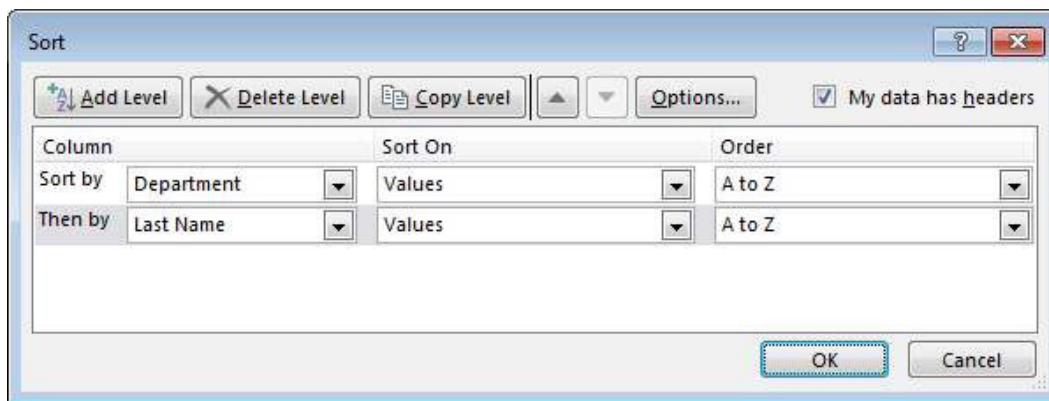 Sort
Add Level Delete Level Copy Level Options... My data has headers
Column Sort On Order
Sort by Department Values A to Z
Then by Last Name Values A to Z
OK Cancel